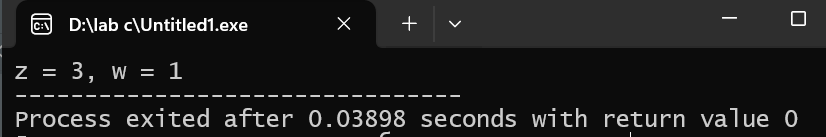 D:\lab c\Untitled1.exe
z = 3, w = 1
--------------------------------
Process exited after 0.03898 seconds with return value 0